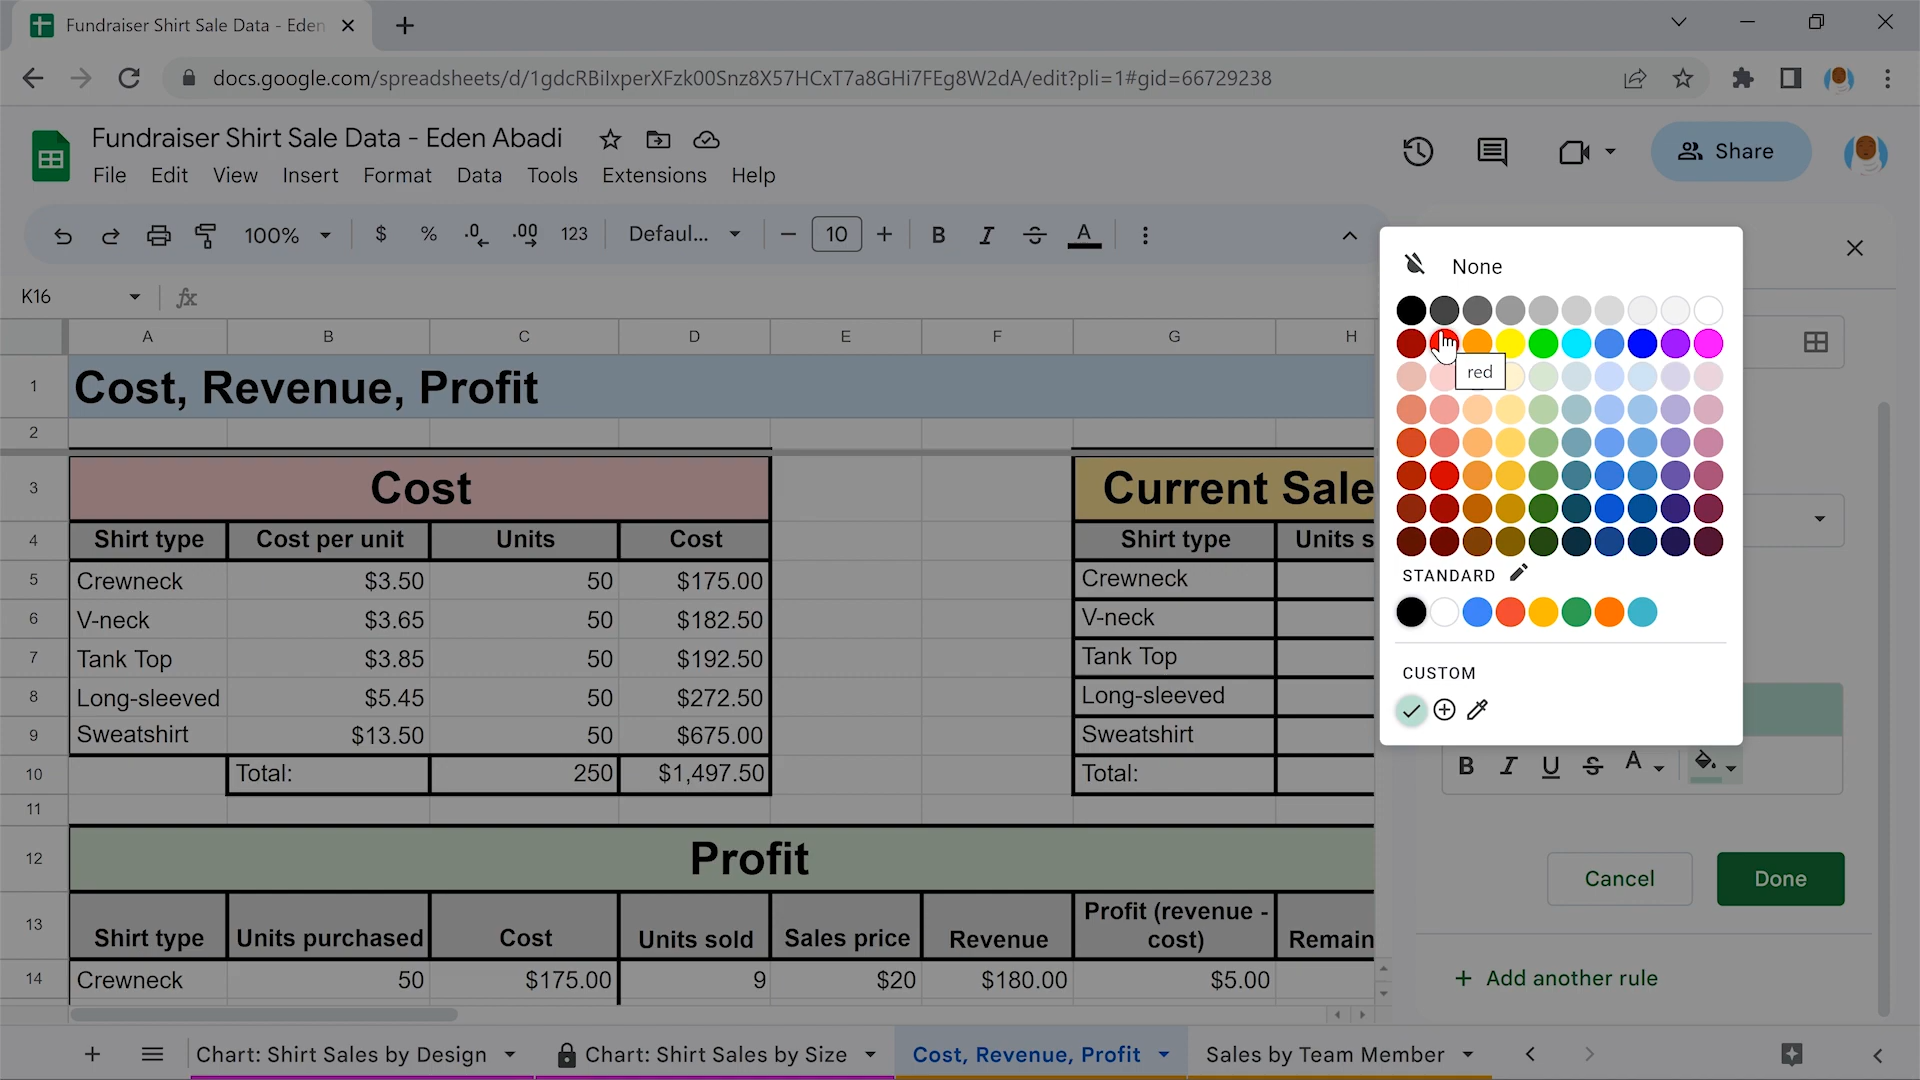 Fundraiser Shirt Sale Data - Eden
docs.google.com/spreadsheets/d/1gdcRBiIxperXFzk00Snz8X57HCxT7a8GHi7FEg8W2dA/edit?pli=1#gid=66729238
Fundraiser Shirt Sale Data - Eden Abadi
File Edit View Insert Format Data Tools Extensions Help
Share
100% $ % .0 .00 123 Defaul... 10 B I S A
K16 fx
None
red
A B C D E F G H
1 Cost, Revenue, Profit
2
3 Cost Current Sale
4 Shirt type Cost per unit Units Cost Shirt type Units s
5 Crewneck $3.50 50 $175.00 Crewneck
6 V-neck $3.65 50 $182.50 V-neck
7 Tank Top $3.85 50 $192.50 Tank Top
8 Long-sleeved $5.45 50 $272.50 Long-sleeved
9 Sweatshirt $13.50 50 $675.00 Sweatshirt
10 Total: 250 $1,497.50 Total:
11
12 Profit
13 Shirt type Units purchased Cost Units sold Sales price Revenue Profit (revenue - cost) Remain
14 Crewneck 50 $175.00 9 $20 $180.00 $5.00
STANDARD
CUSTOM
B I U S A
Cancel Done
+ Add another rule
Chart: Shirt Sales by Design Chart: Shirt Sales by Size Cost, Revenue, Profit Sales by Team Member